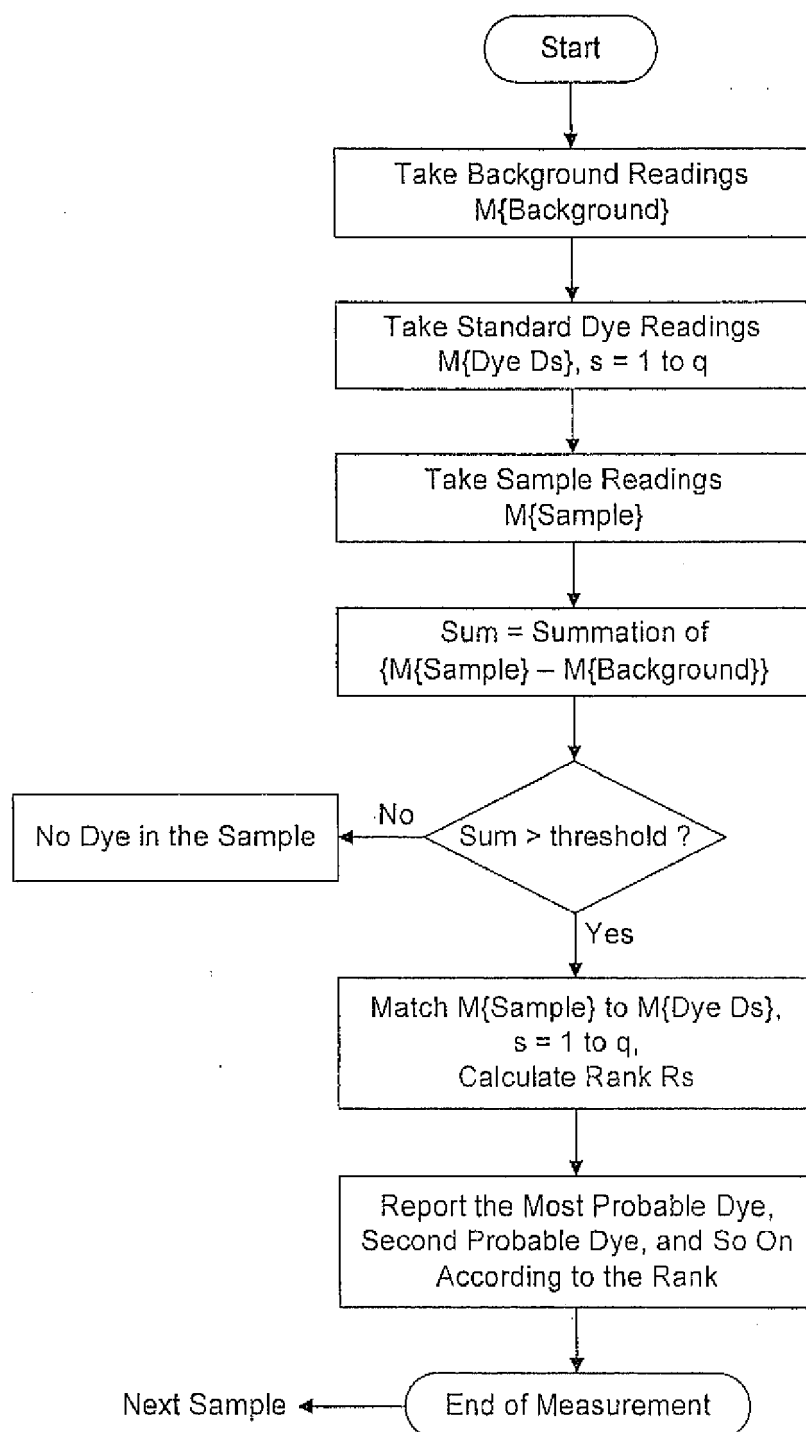 Start
Take Background Readings
M{Background}
Take Standard Dye Readings
M{Dye Ds}, s = 1 to q
Take Sample Readings
M{Sample}
Sum = Summation of
{M{Sample} – M{Background}}
Sum > threshold ?
No
No Dye in the Sample
Yes
Match M{Sample} to M{Dye Ds},
s = 1 to q,
Calculate Rank Rs
Report the Most Probable Dye,
Second Probable Dye, and So On
According to the Rank
End of Measurement
Next Sample